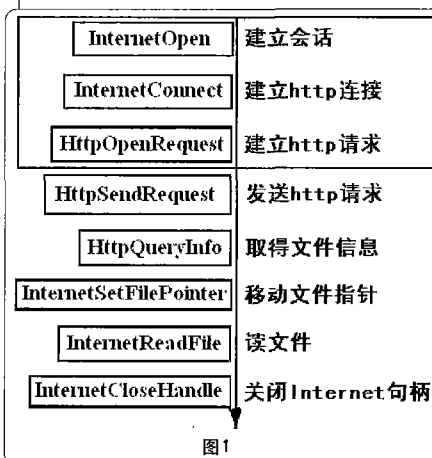 InternetOpen 建立会话
InternetConnect 建立http连接
HttpOpenRequest 建立http请求
HttpSendRequest 发送http请求
HttpQueryInfo 取得文件信息
InternetSetFilePointer 移动文件指针
InternetReadFile 读文件
InternetCloseHandle 关闭Internet句柄
图1